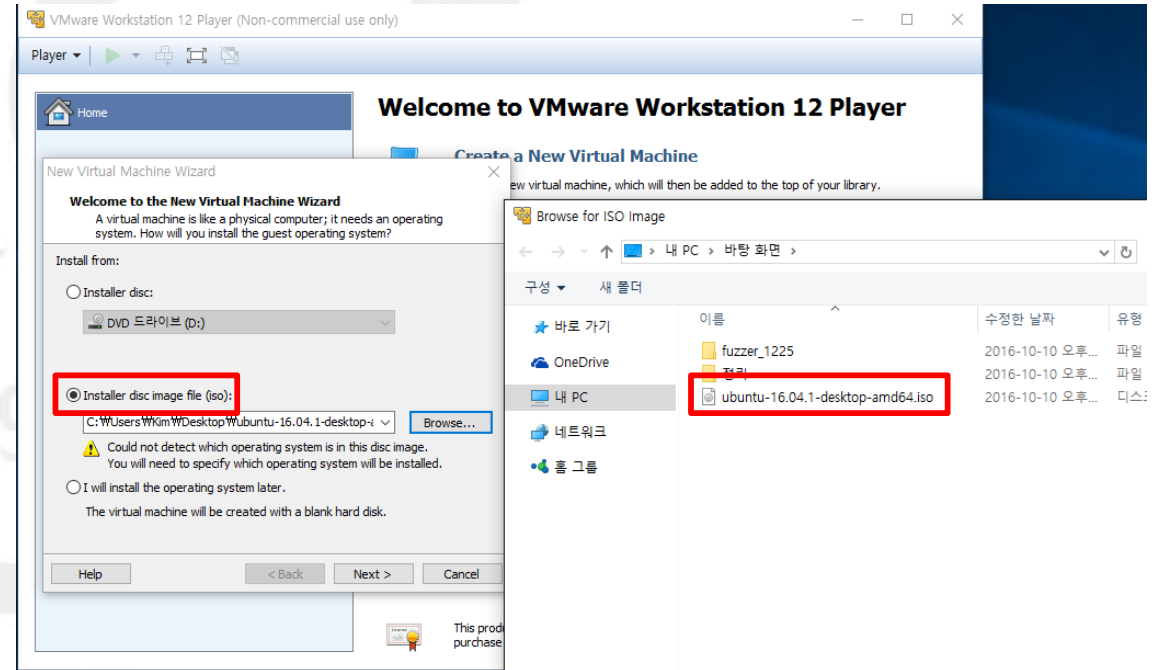 VMware Workstation 12 Player (Non-commercial use only)
Player
Home
Welcome to VMware Workstation 12 Player
Create a New Virtual Machine
ew virtual machine, which will then be added to the top of your library.
New Virtual Machine Wizard
Welcome to the New Virtual Machine Wizard
A virtual machine is like a physical computer; it needs an operating
system. How will you install the guest operating system?
Install from:
Installer disc:
DVD 드라이브 (D:)
Installer disc image file (iso):
C:₩Users₩Kim₩Desktop₩ubuntu-16.04.1-desktop-a
Browse...
Could not detect which operating system is in this disc image.
You will need to specify which operating system will be installed.
I will install the operating system later.
The virtual machine will be created with a blank hard disk.
Help
< Back
Next >
Cancel
This prod
purchase
Browse for ISO Image
내 PC > 바탕 화면 >
구성
새 폴더
이름
수정한 날짜
유형
바로 가기
OneDrive
내 PC
네트워크
홈 그룹
fuzzer_1225
2016-10-10 오후...
파일
정리
2016-10-10 오후...
파일
ubuntu-16.04.1-desktop-amd64.iso
2016-10-10 오후...
디스크